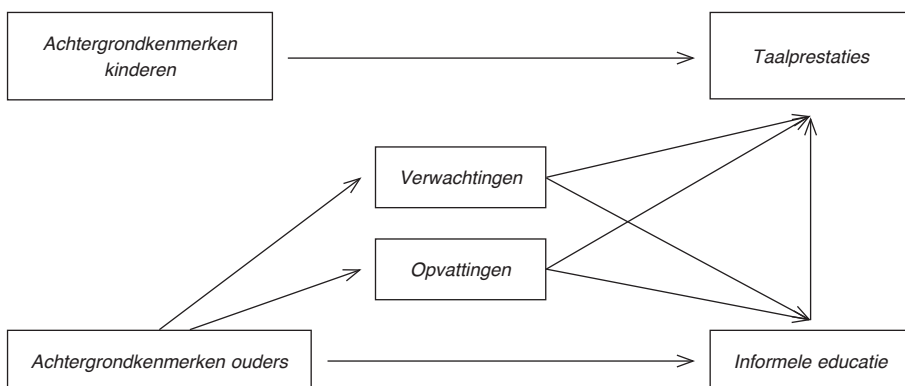 Achtergrondkenmerken
kinderen
Taalprestaties
Verwachtingen
Opvattingen
Achtergrondkenmerken ouders
Informele educatie